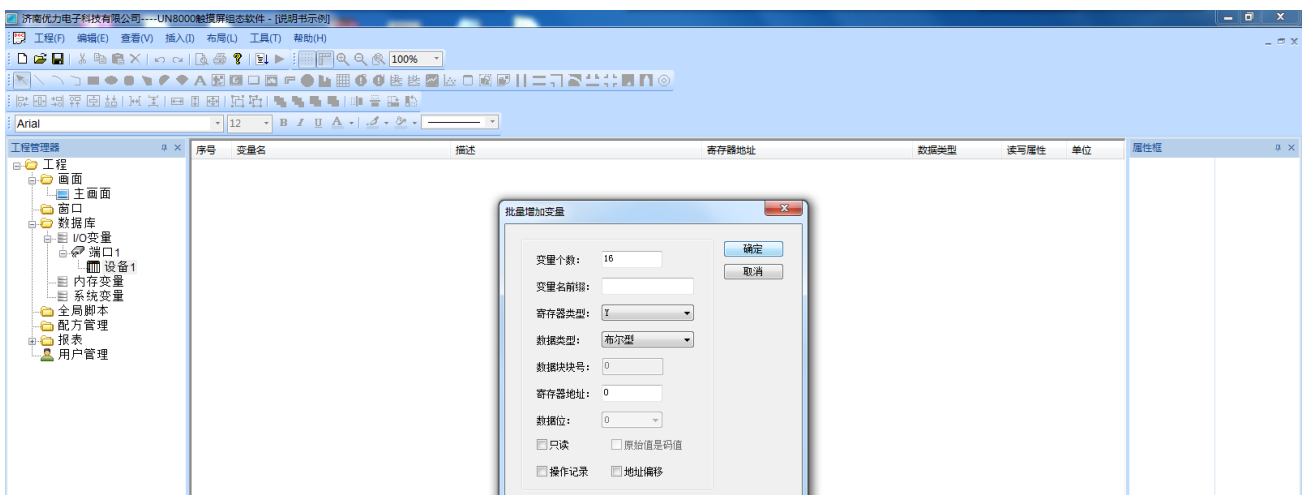 济南优力电子科技有限公司----UN8000触摸屏组态软件 - [说明书示例]
工程(F) 编辑(E) 查看(V) 插入(I) 布局(L) 工具(T) 帮助(H)
100%
Arial 12 B I U A
工程管理器
工程
画面
主画面
窗口
数据库
I/O变量
端口1
设备1
内存变量
系统变量
全局脚本
配方管理
报表
用户管理
序号 变量名 描述 寄存器地址 数据类型 读写属性 单位
批量增加变量
变量个数: 16 确定
取消
变量名前缀:
寄存器类型: Y
数据类型: 布尔型
数据块块号: 0
寄存器地址: 0
数据位: 0
只读 原始值是码值
操作记录 地址偏移
属性框